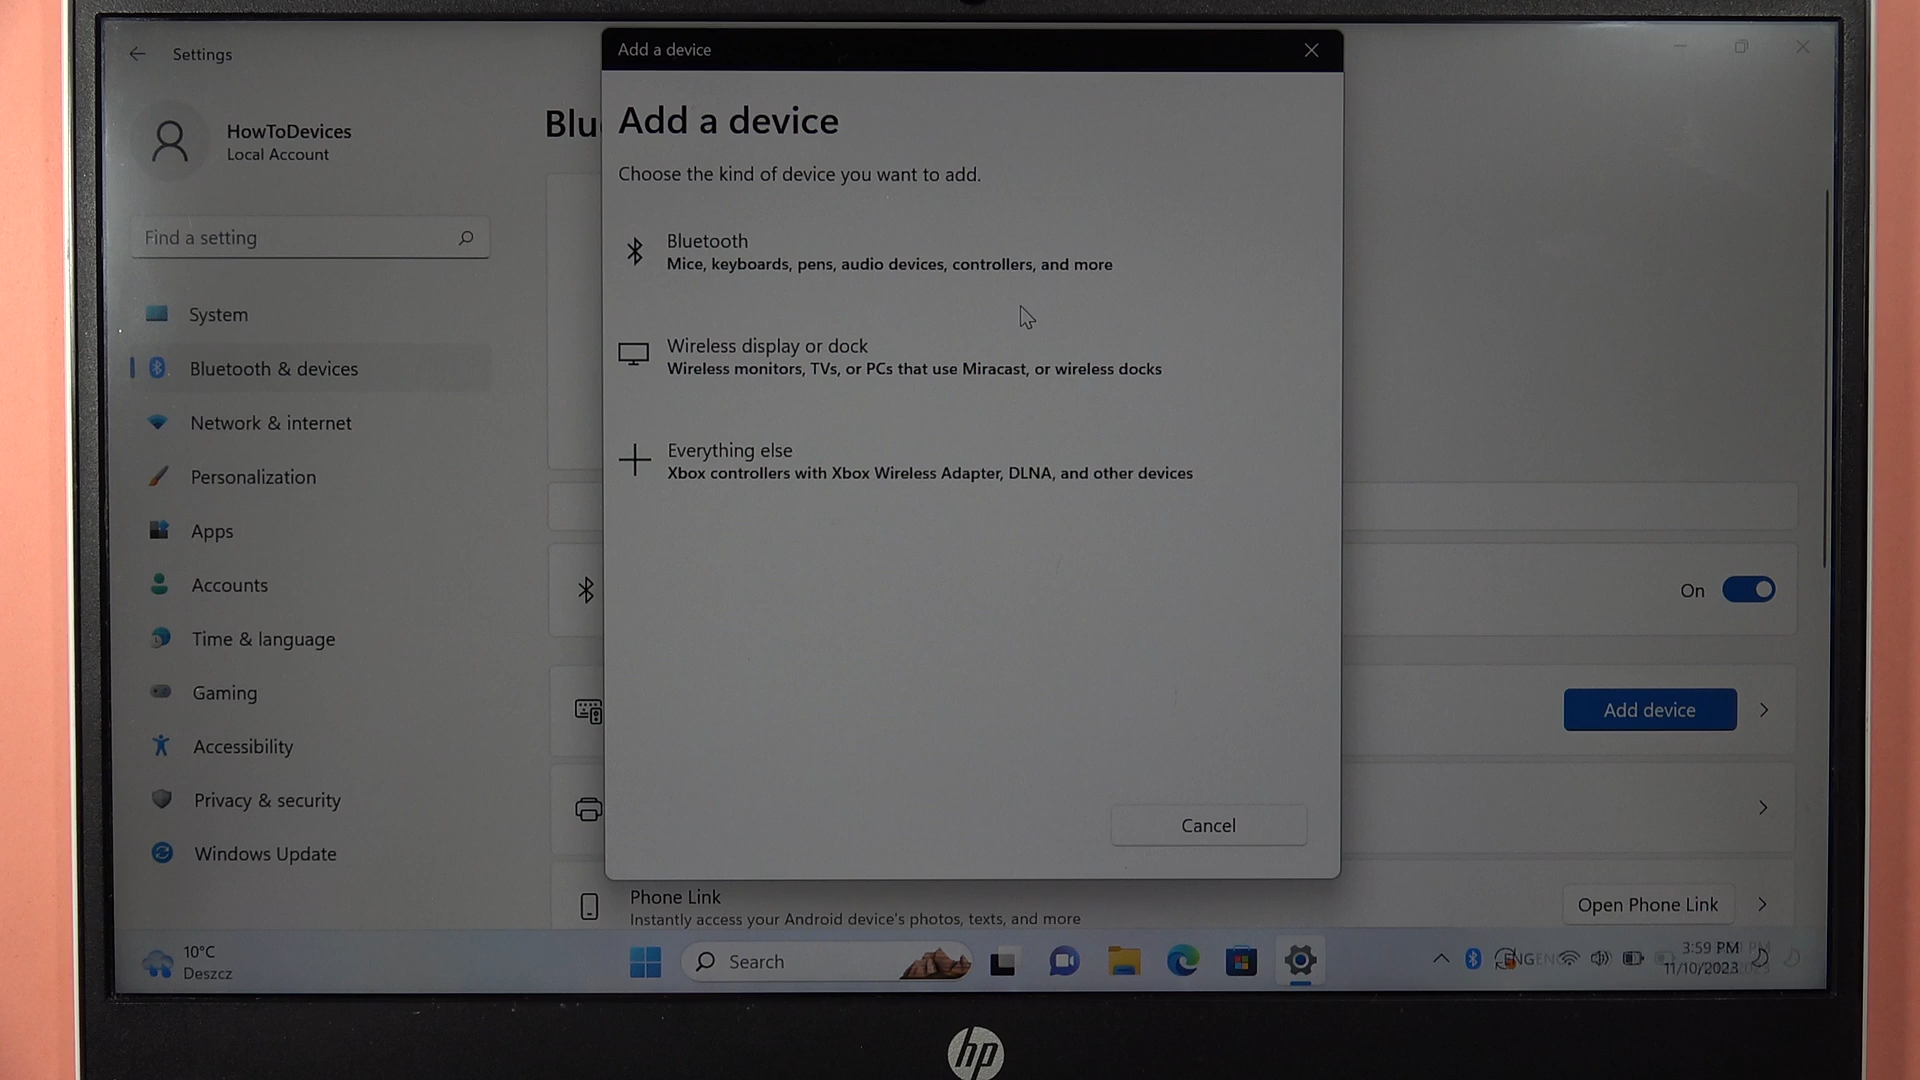 Settings
HowToDevices
Local Account
Find a setting
System
Bluetooth & devices
Network & internet
Personalization
Apps
Accounts
Time & language
Gaming
Accessibility
Privacy & security
Windows Update
Blu
Add a device
Add a device
Choose the kind of device you want to add.
Bluetooth
Mice, keyboards, pens, audio devices, controllers, and more
Wireless display or dock
Wireless monitors, TVs, or PCs that use Miracast, or wireless docks
Everything else
Xbox controllers with Xbox Wireless Adapter, DLNA, and other devices
Cancel
On
Add device
Phone Link
Instantly access your Android device's photos, texts, and more
Open Phone Link
10°C
Deszcz
Search
ENG
3:59 PM
11/10/2023
hp